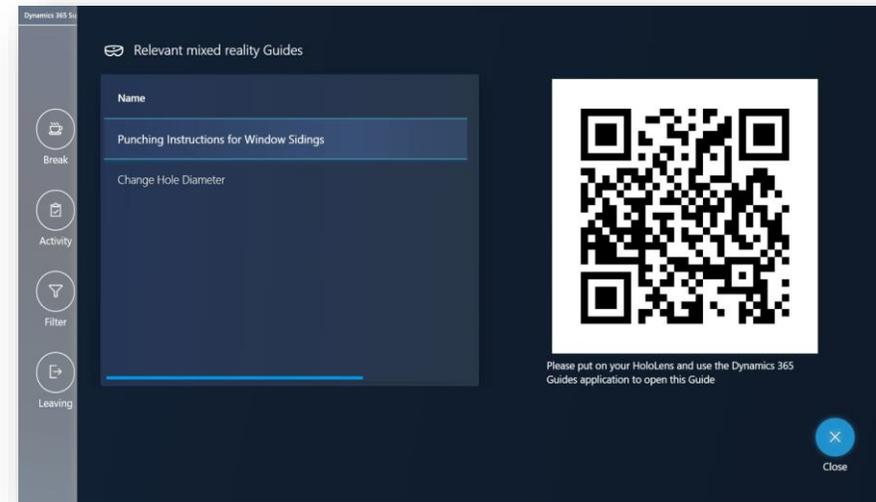 Dynamics 365 Su
Relevant mixed reality Guides
Name
Punching Instructions for Window Sidings
Change Hole Diameter
Break
Activity
Filter
Leaving
Please put on your HoloLens and use the Dynamics 365
Guides application to open this Guide
Close